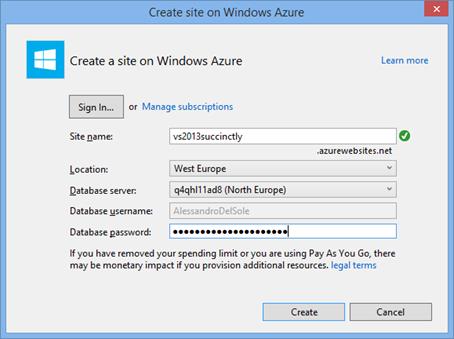 Create site on Windows Azure
Create a site on Windows Azure
Learn more
Sign In... or Manage subscriptions
Site name: vs2013succinctly
.azurewebsites.net
Location: West Europe
Database server: q4qhl11ad8 (North Europe)
Database username: AlessandroDelSole
Database password: ●●●●●●●●●●●●●●●●●●●●●
If you have removed your spending limit or you are using Pay As You Go, there
may be monetary impact if you provision additional resources. legal terms
Create
Cancel